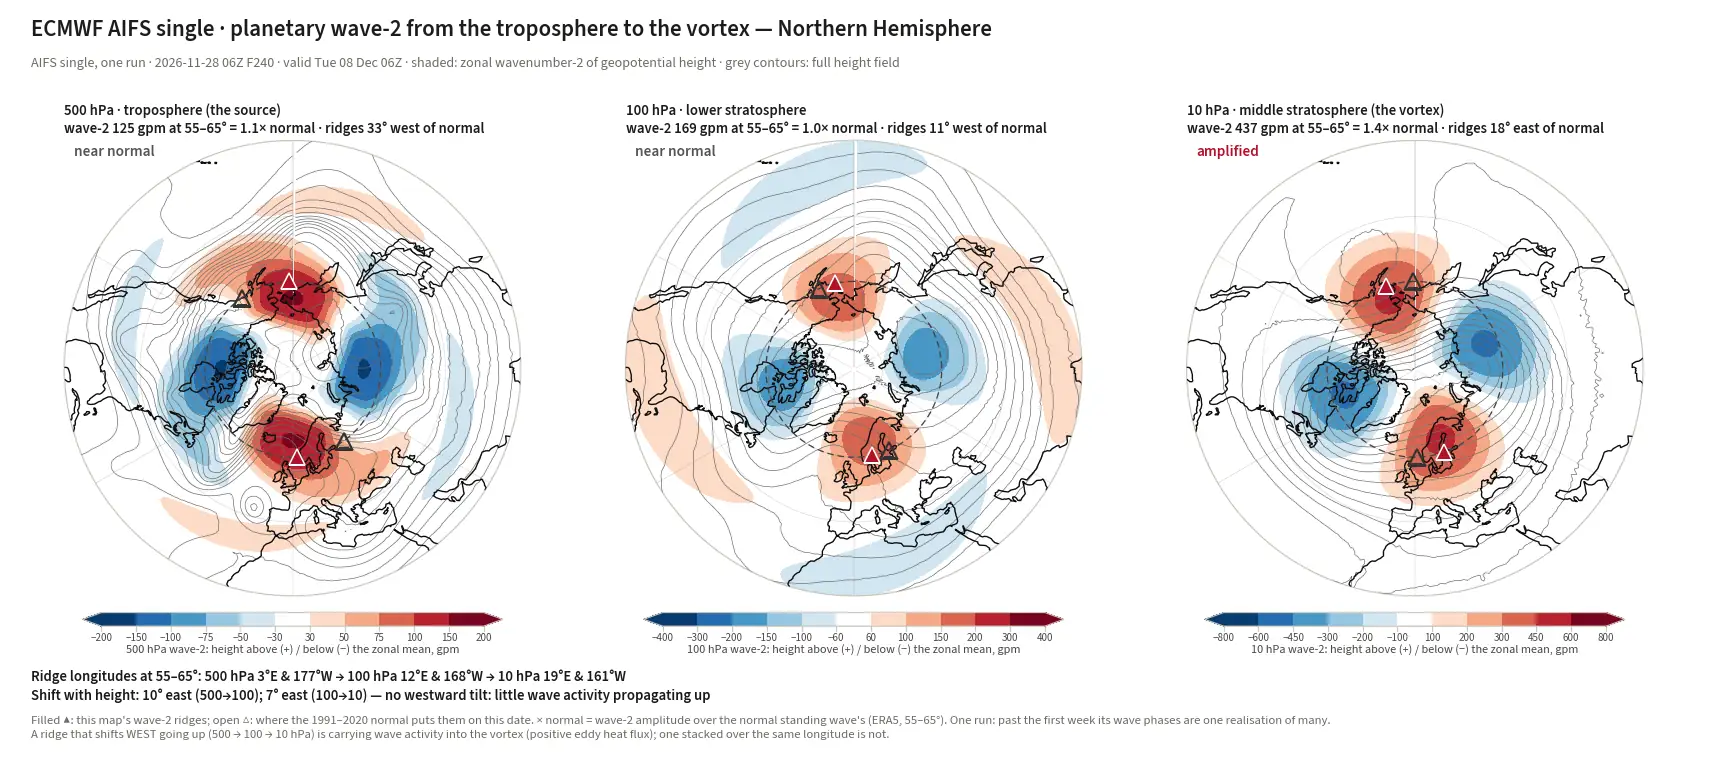 ECMWF AIFS single · planetary wave-2 from the troposphere to the vortex — Northern Hemisphere
AIFS single, one run · 2026-11-28 06Z F240 · valid Tue 08 Dec 06Z · shaded: zonal wavenumber-2 of geopotential height · grey contours: full height field
500 hPa · troposphere (the source)
wave-2 125 gpm at 55–65° = 1.1× normal · ridges 33° west of normal
near normal
100 hPa · lower stratosphere
wave-2 169 gpm at 55–65° = 1.0× normal · ridges 11° west of normal
near normal
10 hPa · middle stratosphere (the vortex)
wave-2 437 gpm at 55–65° = 1.4× normal · ridges 18° east of normal
amplified
−200 −150 −100 −75 −50 −30 30 50 75 100 150 200
500 hPa wave-2: height above (+) / below (−) the zonal mean, gpm
−400 −300 −200 −150 −100 −60 60 100 150 200 300 400
100 hPa wave-2: height above (+) / below (−) the zonal mean, gpm
−800 −600 −450 −300 −200 −100 100 200 300 450 600 800
10 hPa wave-2: height above (+) / below (−) the zonal mean, gpm
Ridge longitudes at 55–65°: 500 hPa 3°E & 177°W → 100 hPa 12°E & 168°W → 10 hPa 19°E & 161°W
Shift with height: 10° east (500→100); 7° east (100→10) — no westward tilt: little wave activity propagating up
Filled ▲: this map's wave-2 ridges; open △: where the 1991–2020 normal puts them on this date. × normal = wave-2 amplitude over the normal standing wave's (ERA5, 55–65°). One run: past the first week its wave phases are one realisation of many.
A ridge that shifts WEST going up (500 → 100 → 10 hPa) is carrying wave activity into the vortex (positive eddy heat flux); one stacked over the same longitude is not.